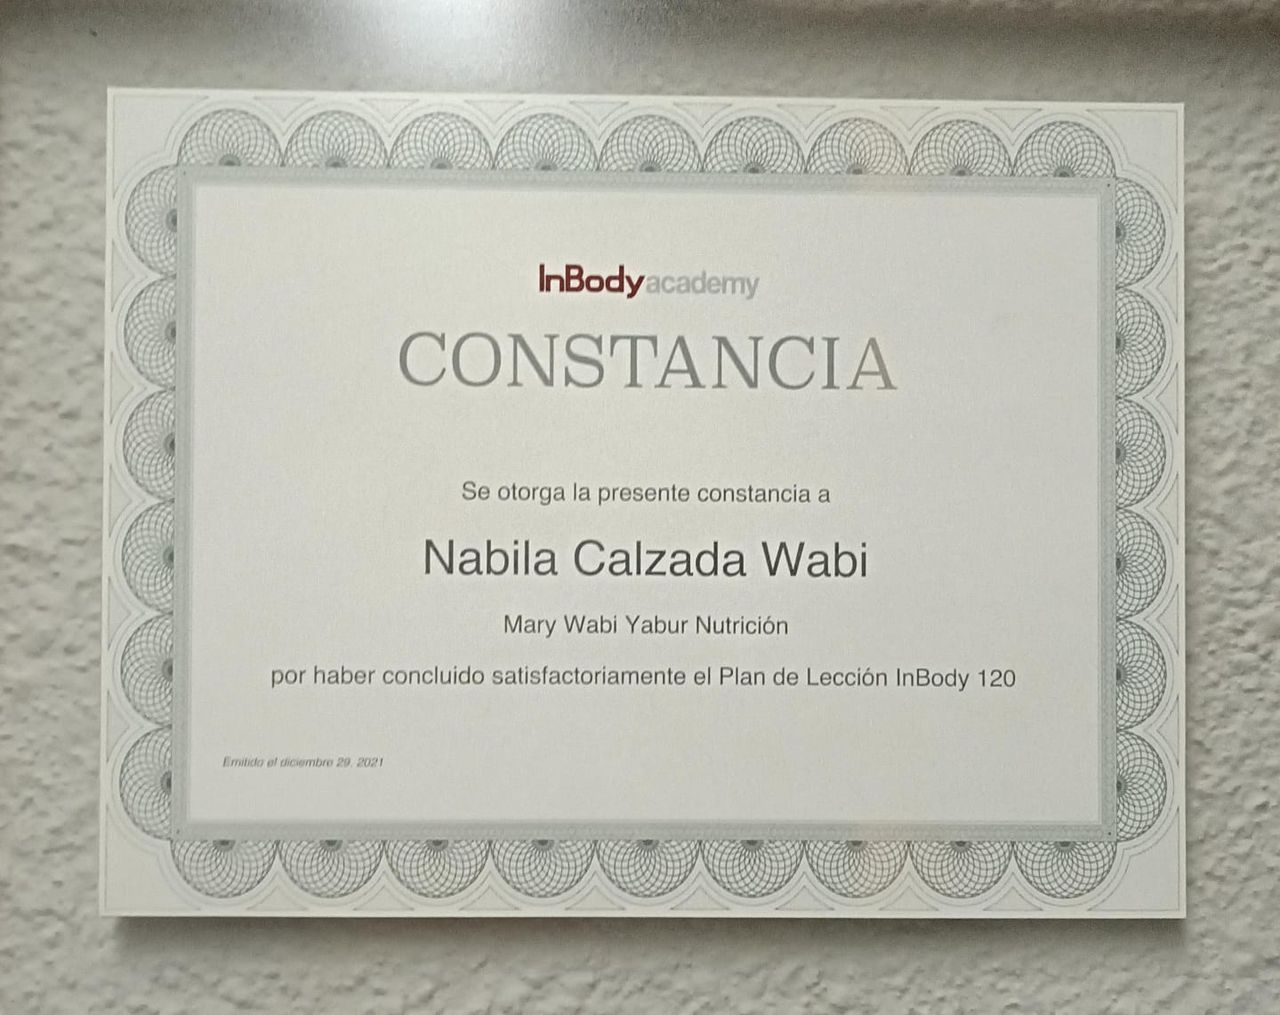 InBodyacademy
CONSTANCIA
Se otorga la presente constancia a
Nabila Calzada Wabi
Mary Wabi Yabur Nutrición
por haber concluido satisfactoriamente el Plan de Lección InBody 120
Emitido el diciembre 29, 2021